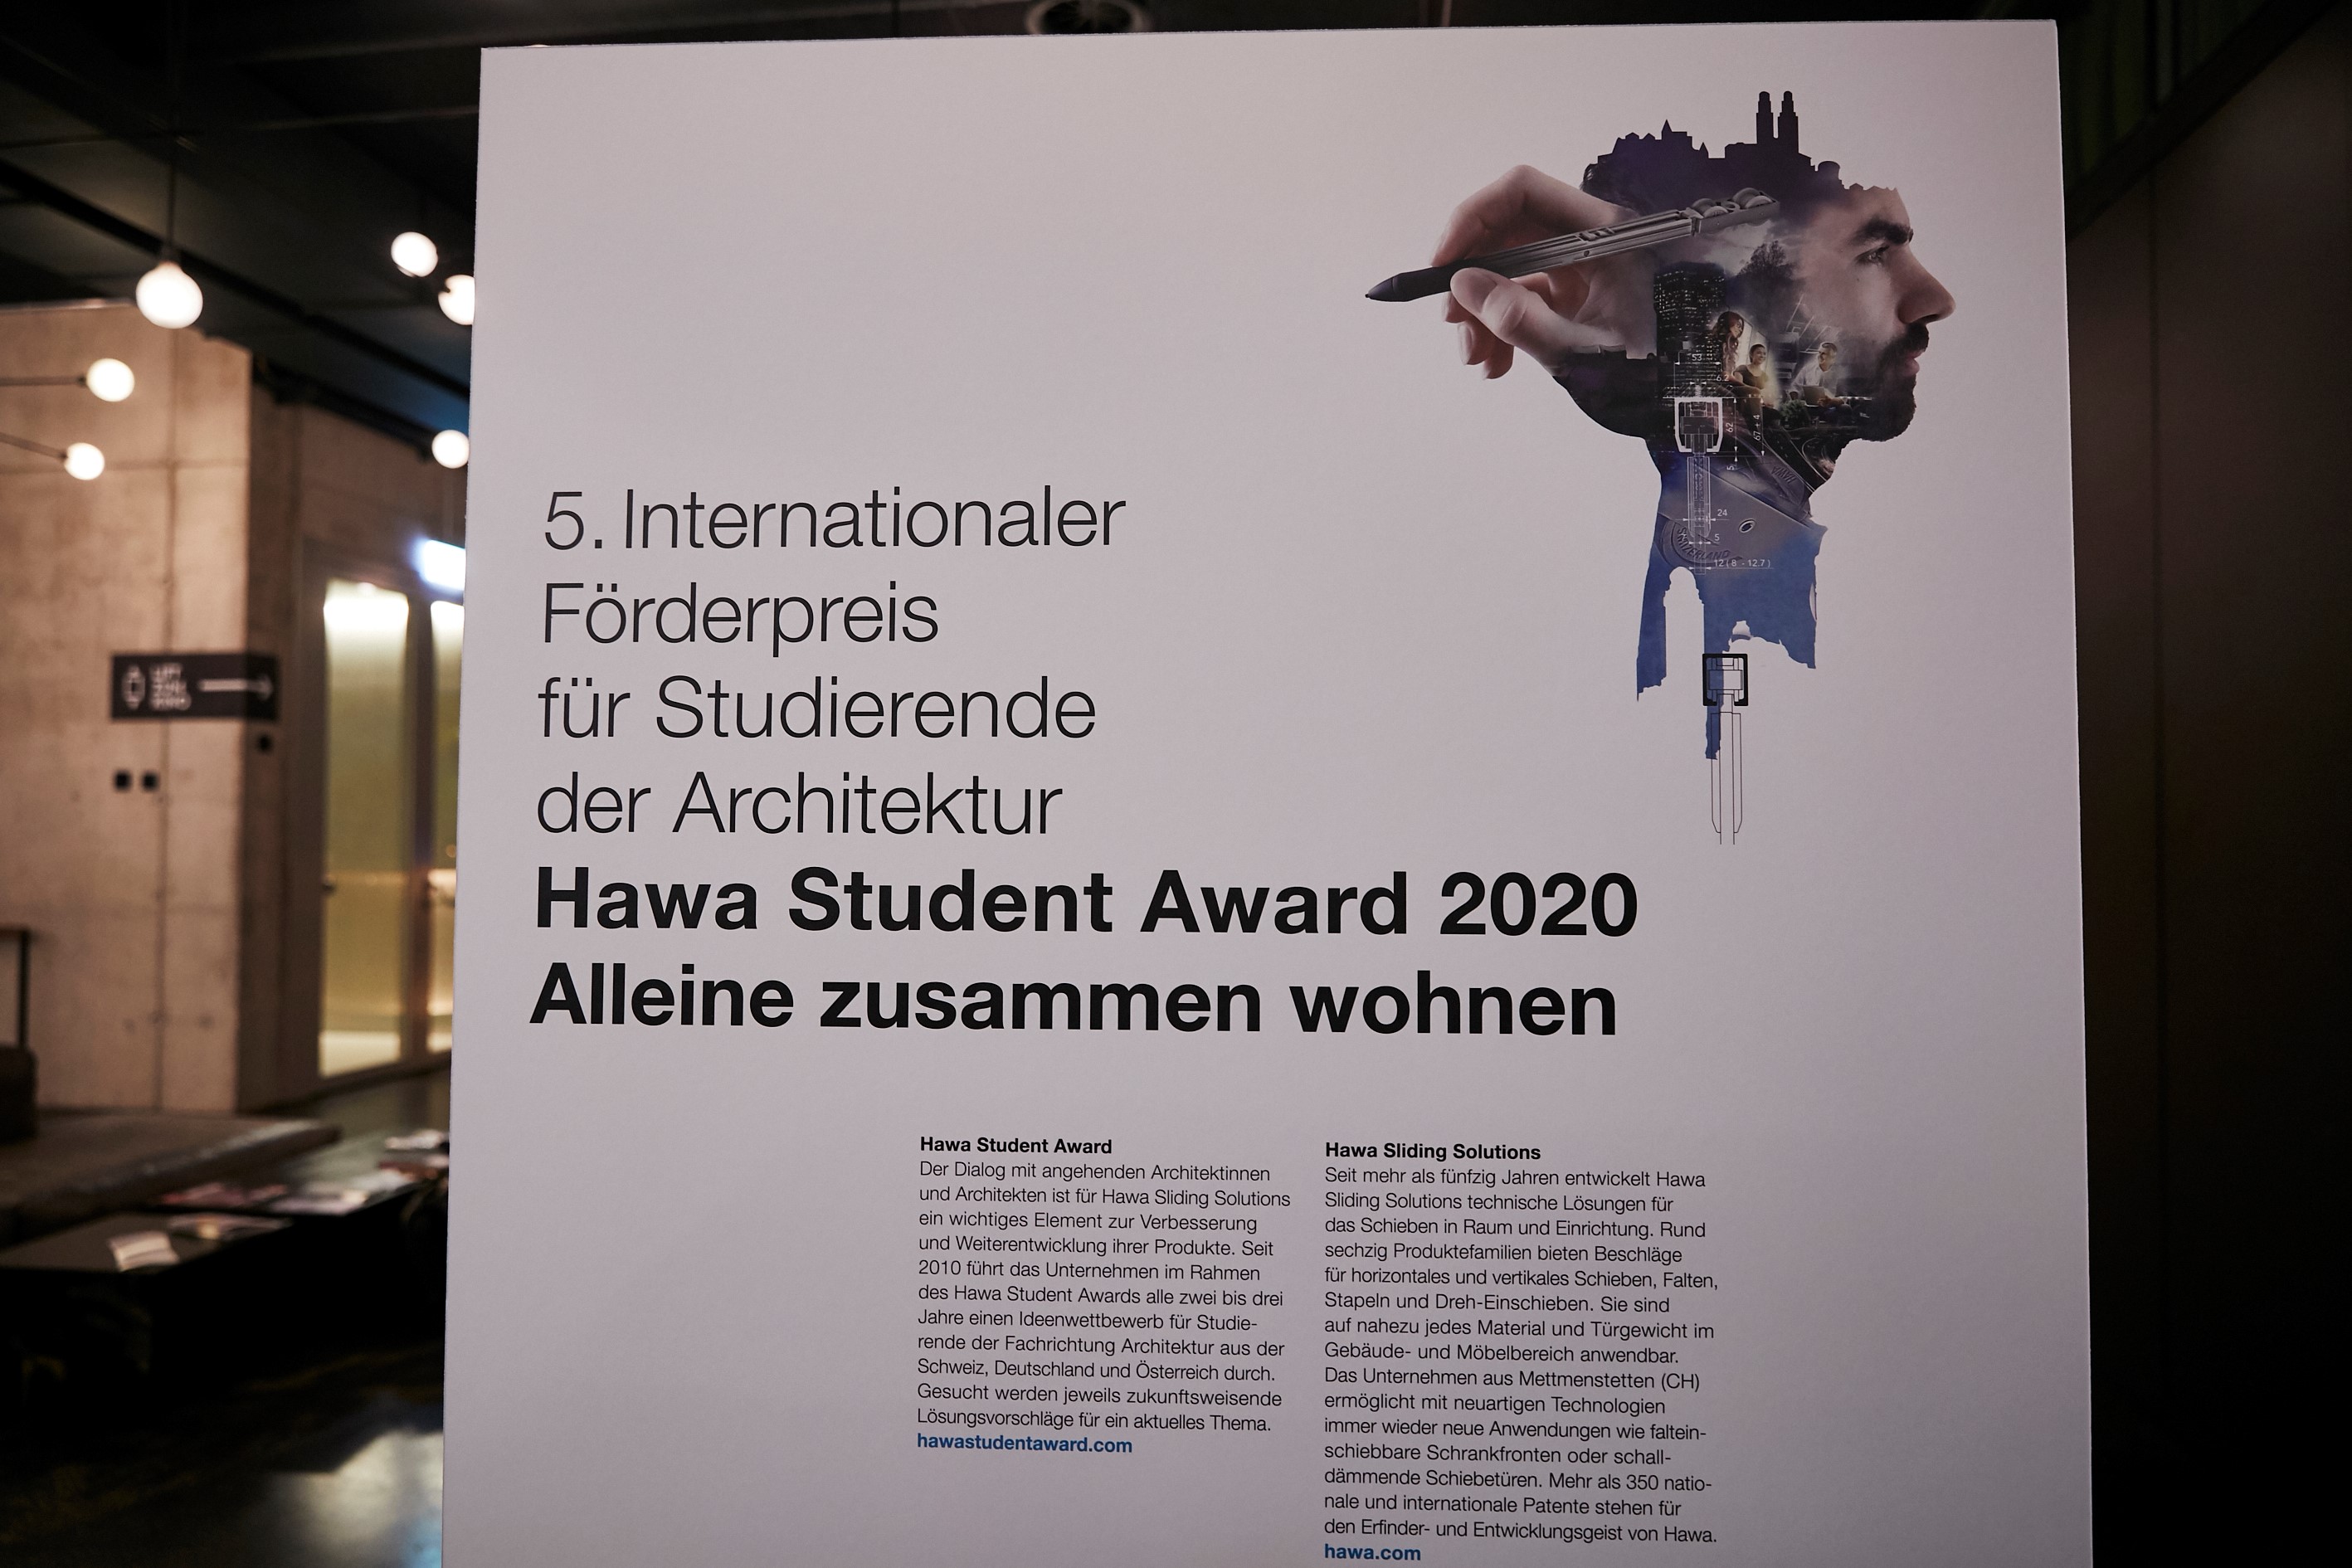 5. Internationaler
Förderpreis
für Studierende
der Architektur
Hawa Student Award 2020
Alleine zusammen wohnen
Hawa Student Award
Der Dialog mit angehenden Architektinnen
und Architekten ist für Hawa Sliding Solutions
ein wichtiges Element zur Verbesserung
und Weiterentwicklung ihrer Produkte. Seit
2010 führt das Unternehmen im Rahmen
des Hawa Student Awards alle zwei bis drei
Jahre einen Ideenwettbewerb für Studie-
rende der Fachrichtung Architektur aus der
Schweiz, Deutschland und Österreich durch.
Gesucht werden jeweils zukunftsweisende
Lösungsvorschläge für ein aktuelles Thema.
hawastudentaward.com
Hawa Sliding Solutions
Seit mehr als fünfzig Jahren entwickelt Hawa
Sliding Solutions technische Lösungen für
das Schieben in Raum und Einrichtung. Rund
sechzig Produktefamilien bieten Beschläge
für horizontales und vertikales Schieben, Falten,
Stapeln und Dreh-Einschieben. Sie sind
auf nahezu jedes Material und Türgewicht im
Gebäude- und Möbelbereich anwendbar.
Das Unternehmen aus Mettmenstetten (CH)
ermöglicht mit neuartigen Technologien
immer wieder neue Anwendungen wie faltein-
schiebbare Schrankfronten oder schall-
dämmende Schiebetüren. Mehr als 350 natio-
nale und internationale Patente stehen für
den Erfinder- und Entwicklungsgeist von Hawa.
hawa.com
53
62
24
5
12 ( 8 - 12.7 )